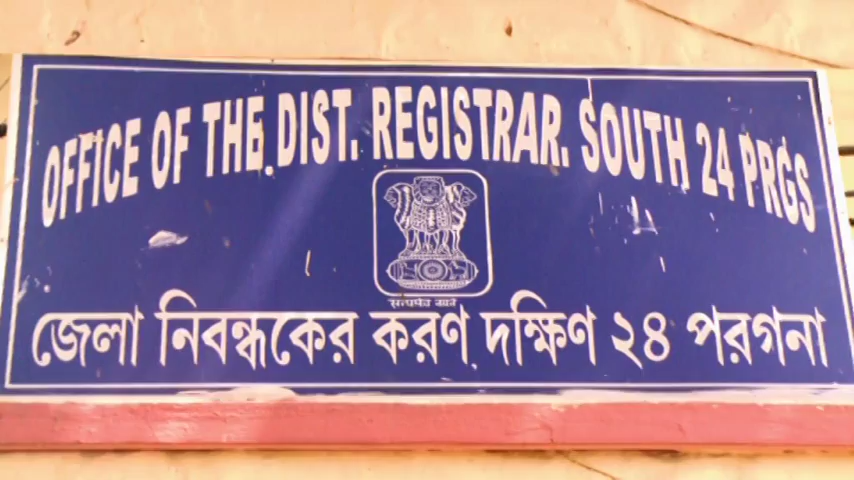 OFFICE OF THE DIST. REGISTRAR. SOUTH 24 PRGS
জেলা নিবন্ধকের করণ দক্ষিণ ২৪ পরগনা